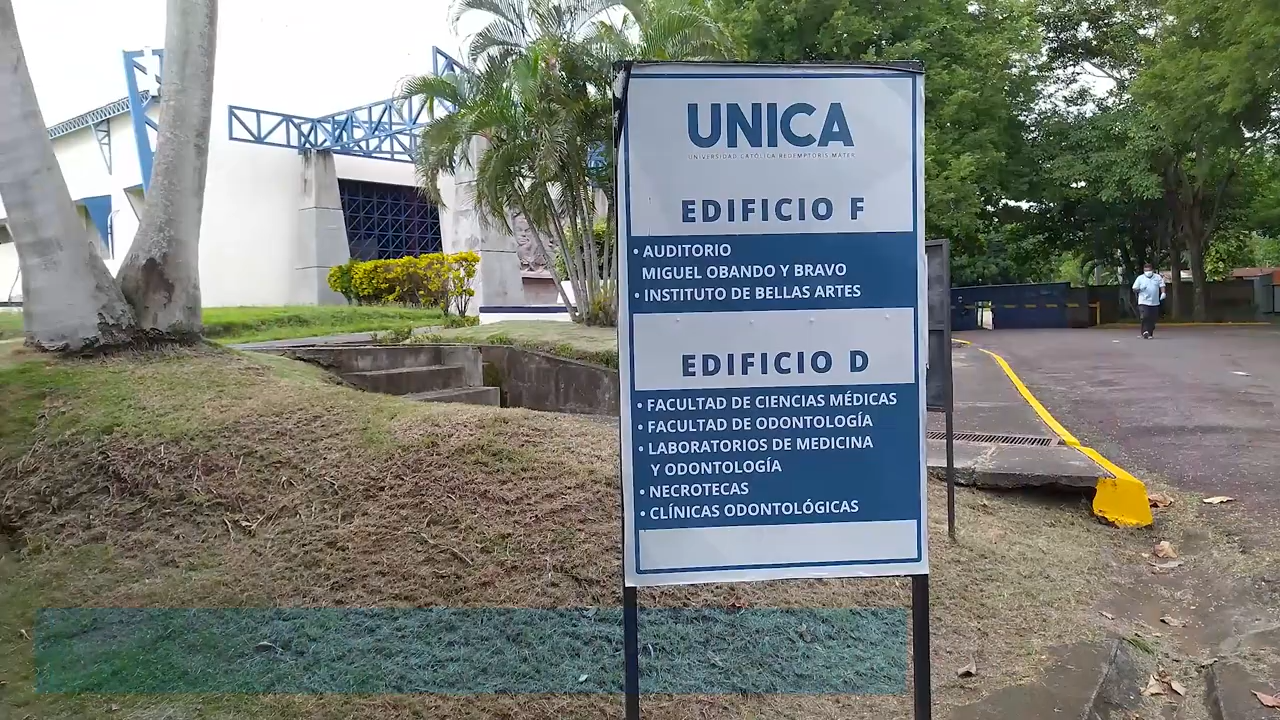 UNICA
UNIVERSIDAD CATÓLICA REDEMPTORIS MATER
EDIFICIO F
• AUDITORIO
MIGUEL OBANDO Y BRAVO
• INSTITUTO DE BELLAS ARTES
EDIFICIO D
• FACULTAD DE CIENCIAS MÉDICAS
• FACULTAD DE ODONTOLOGÍA
• LABORATORIOS DE MEDICINA
Y ODONTOLOGÍA
• NECROTECAS
• CLÍNICAS ODONTOLÓGICAS